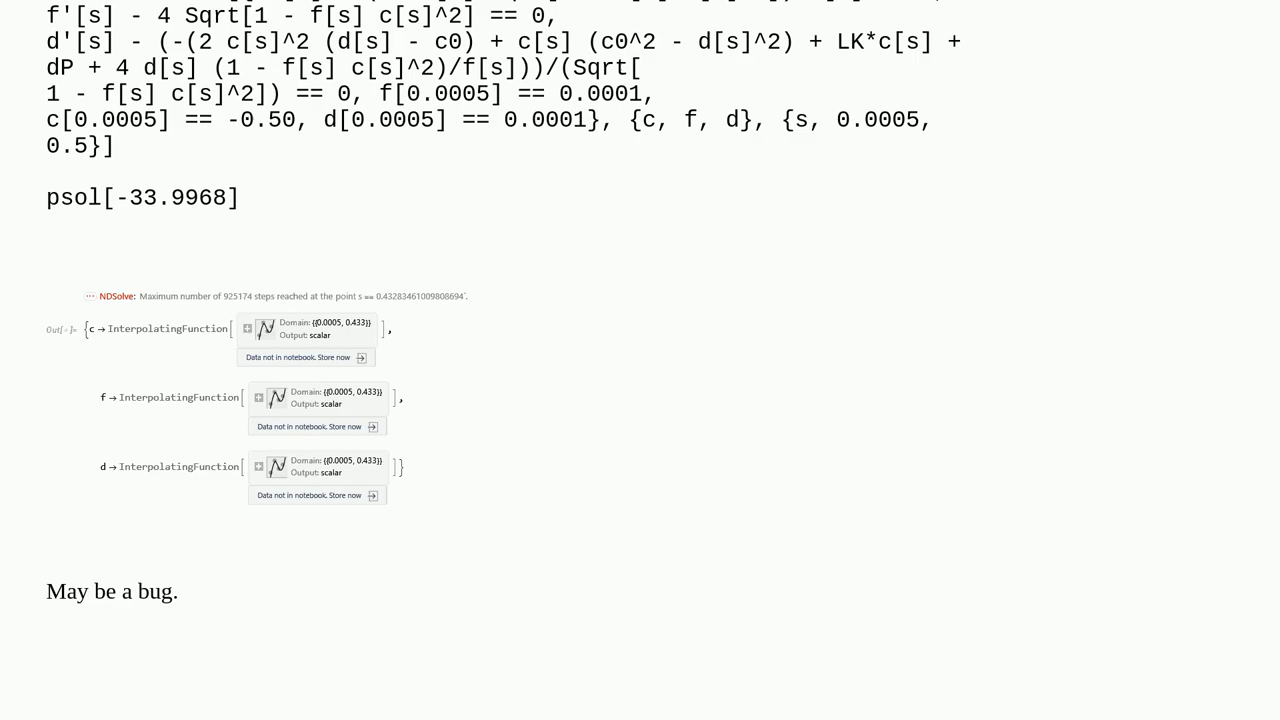 f'[s] - 4 Sqrt[1 - f[s] c[s]^2] == 0,
d'[s] - (-(2 c[s]^2 (d[s] - c0) + c[s] (c0^2 - d[s]^2) + LK*c[s] +
dP + 4 d[s] (1 - f[s] c[s]^2)/f[s]))/(Sqrt[
1 - f[s] c[s]^2]) == 0, f[0.0005] == 0.0001,
c[0.0005] == -0.50, d[0.0005] == 0.0001}, {c, f, d}, {s, 0.0005,
0.5}]
psol[-33.9968]
··· NDSolve: Maximum number of 925174 steps reached at the point s == 0.43283461009808694`.
Out[◦]= {c → InterpolatingFunction[ Domain: {{0.0005, 0.433}}
Output: scalar ],
Data not in notebook. Store now
f → InterpolatingFunction[ Domain: {{0.0005, 0.433}}
Output: scalar ],
Data not in notebook. Store now
d → InterpolatingFunction[ Domain: {{0.0005, 0.433}}
Output: scalar ]}
Data not in notebook. Store now
May be a bug.